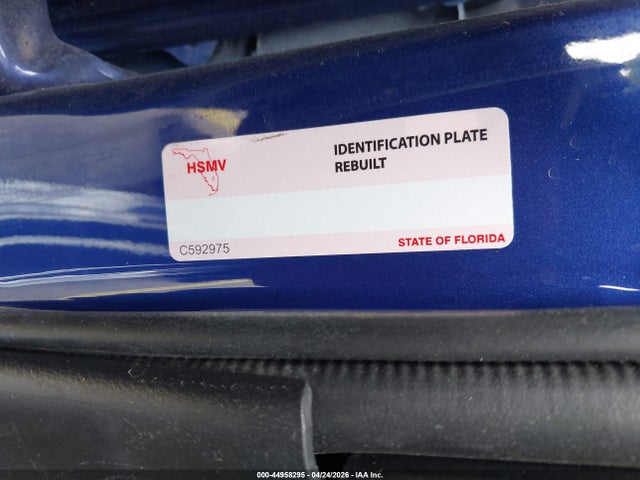 HSMV
IDENTIFICATION PLATE
REBUILT
C592975
STATE OF FLORIDA
000-44958295 - 04/24/2026 - IAA Inc.